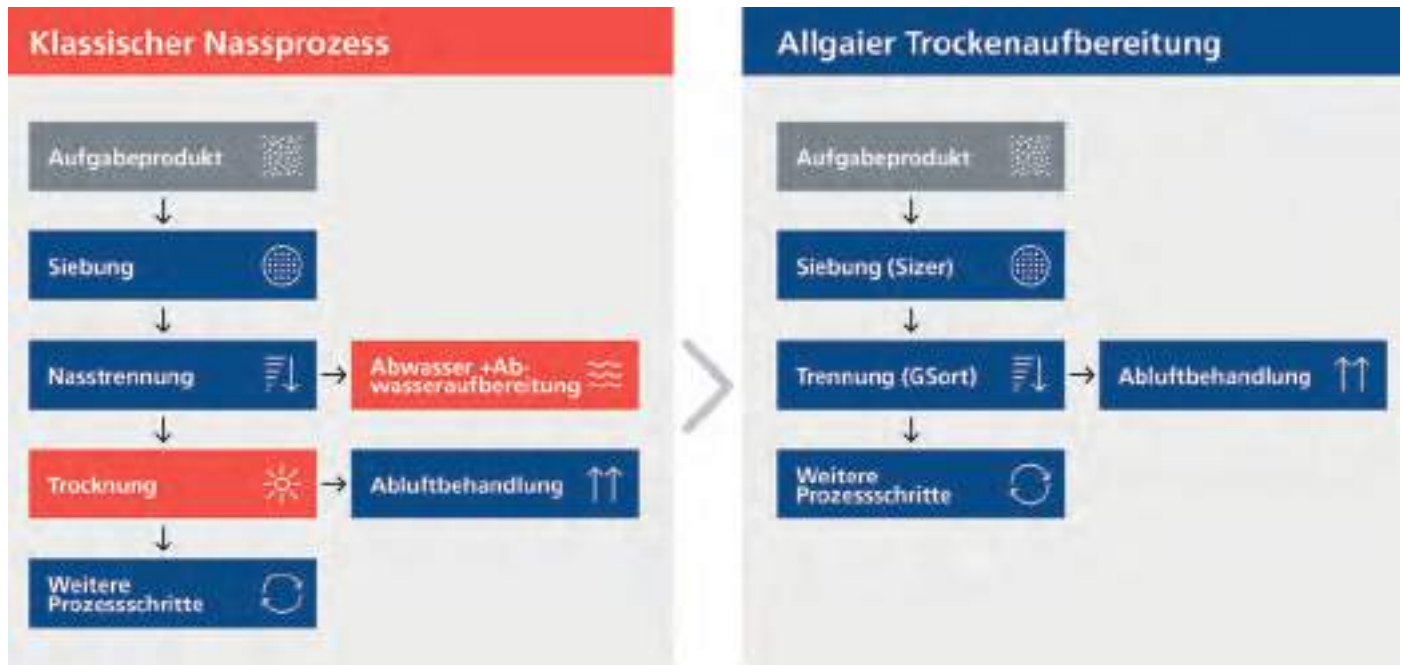 Klassischer Nassprozess
Aufgabeprodukt
Siebung
Nasstrennung
Abwasser +Ab-
wasseraufbereitung
Trocknung
Abluftbehandlung
Weitere
Prozessschritte
Allgaier Trockenaufbereitung
Aufgabeprodukt
Siebung (Sizer)
Trennung (GSort)
Abluftbehandlung
Weitere
Prozessschritte